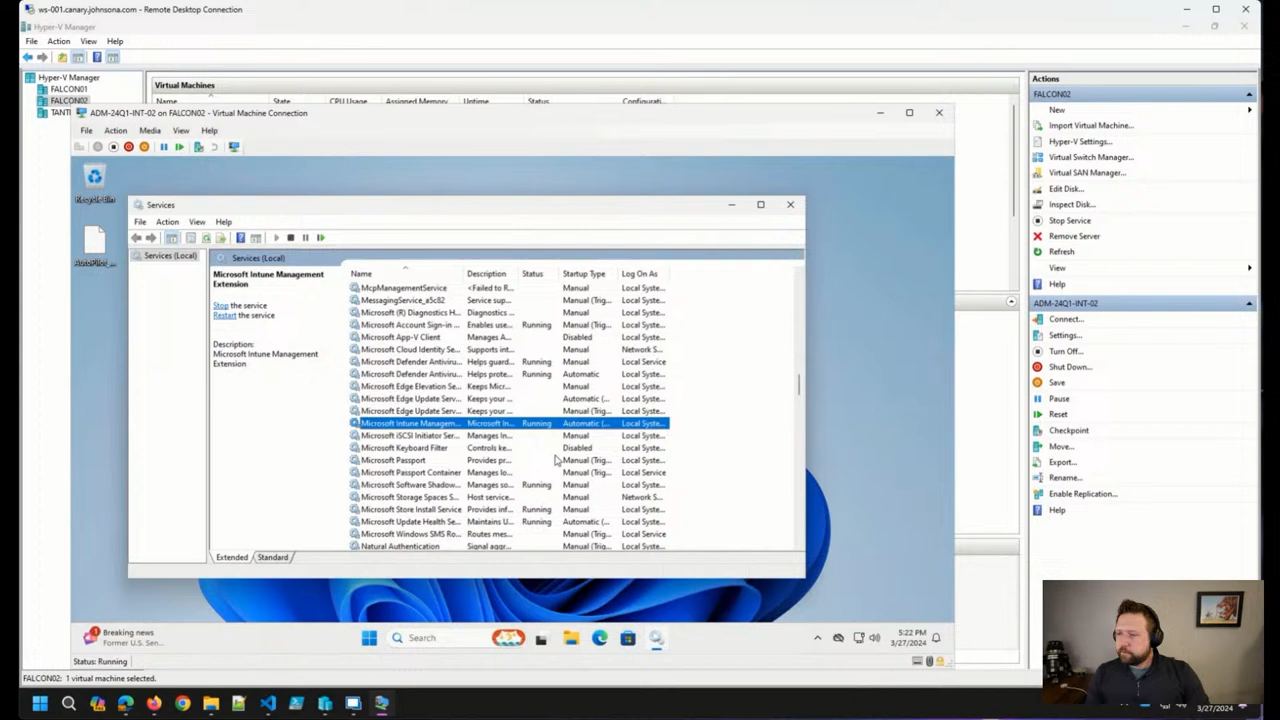 ws-001.canary.johnsona.com - Remote Desktop Connection
Hyper-V Manager
File Action View Help
Hyper-V Manager
FALCON01
FALCON02
Virtual Machines
Name State CPU Usage Assigned Memory Uptime Status
ADM-24Q1-INT-02 on FALCON02 - Virtual Machine Connection
File Action Media View Help
Recycle Bin
AutoPilot_...
Services
File Action View Help
Services (Local)
Services (Local)
Microsoft Intune Management
Extension
Stop the service
Restart the service
Description:
Microsoft Intune Management
Extension
Name Description Status Startup Type Log On As
McpManagementService <Failed to R... Manual Local Syste...
MessagingService_a5c82 Service sup... Manual (Trig... Local Syste...
Microsoft (R) Diagnostics H... Diagnostics ... Manual Local Syste...
Microsoft Account Sign-in ... Enables use... Running Manual (Trig... Local Syste...
Microsoft App-V Client Manages A... Disabled Local Syste...
Microsoft Cloud Identity Se... Supports int... Manual Network S...
Microsoft Defender Antiviru... Helps guard... Running Manual Local Service
Microsoft Defender Antiviru... Helps prote... Running Automatic Local Syste...
Microsoft Edge Elevation Se... Keeps Micr... Manual Local Syste...
Microsoft Edge Update Serv... Keeps your ... Automatic (... Local Syste...
Microsoft Edge Update Serv... Keeps your ... Manual (Trig... Local Syste...
Microsoft Intune Managem... Microsoft In... Running Automatic (... Local Syste...
Microsoft iSCSI Initiator Ser... Manages In... Manual Local Syste...
Microsoft Keyboard Filter Controls ke... Disabled Local Syste...
Microsoft Passport Provides pr... Manual (Trig... Local Syste...
Microsoft Passport Container Manages lo... Manual (Trig... Local Service
Microsoft Software Shadow... Manages so... Running Manual Local Syste...
Microsoft Storage Spaces S... Host service... Manual Network S...
Microsoft Store Install Service Provides inf... Running Manual Local Syste...
Microsoft Update Health Se... Maintains U... Running Automatic (... Local Syste...
Microsoft Windows SMS Ro... Routes mes... Manual (Trig... Local Service
Natural Authentication Signal aggr... Manual (Trig... Local Syste...
Extended Standard
Breaking news
Former U.S. Sen...
Search
5:22 PM
3/27/2024
Status: Running
FALCON02: 1 virtual machine selected.
Actions
FALCON02
New
Import Virtual Machine...
Hyper-V Settings...
Virtual Switch Manager...
Virtual SAN Manager...
Edit Disk...
Inspect Disk...
Stop Service
Remove Server
Refresh
View
Help
ADM-24Q1-INT-02
Connect...
Settings...
Turn Off...
Shut Down...
Save
Pause
Reset
Checkpoint
Move...
Export...
Rename...
Enable Replication...
Help
3/27/2024